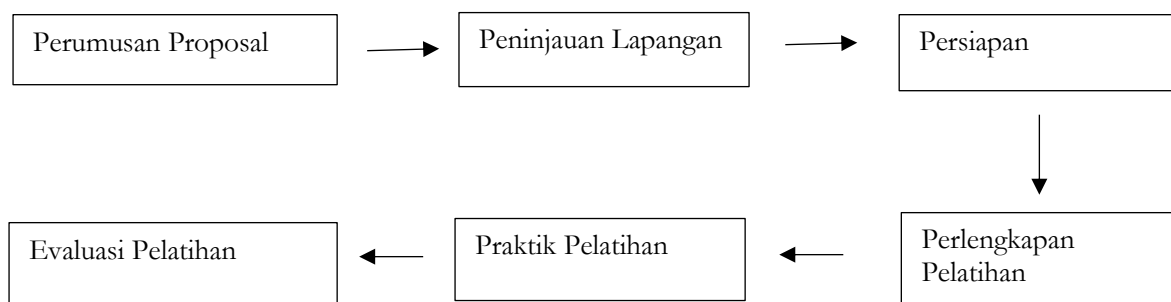 Perumusan Proposal
Peninjauan Lapangan
Persiapan
Evaluasi Pelatihan
Praktik Pelatihan
Perlengkapan
Pelatihan